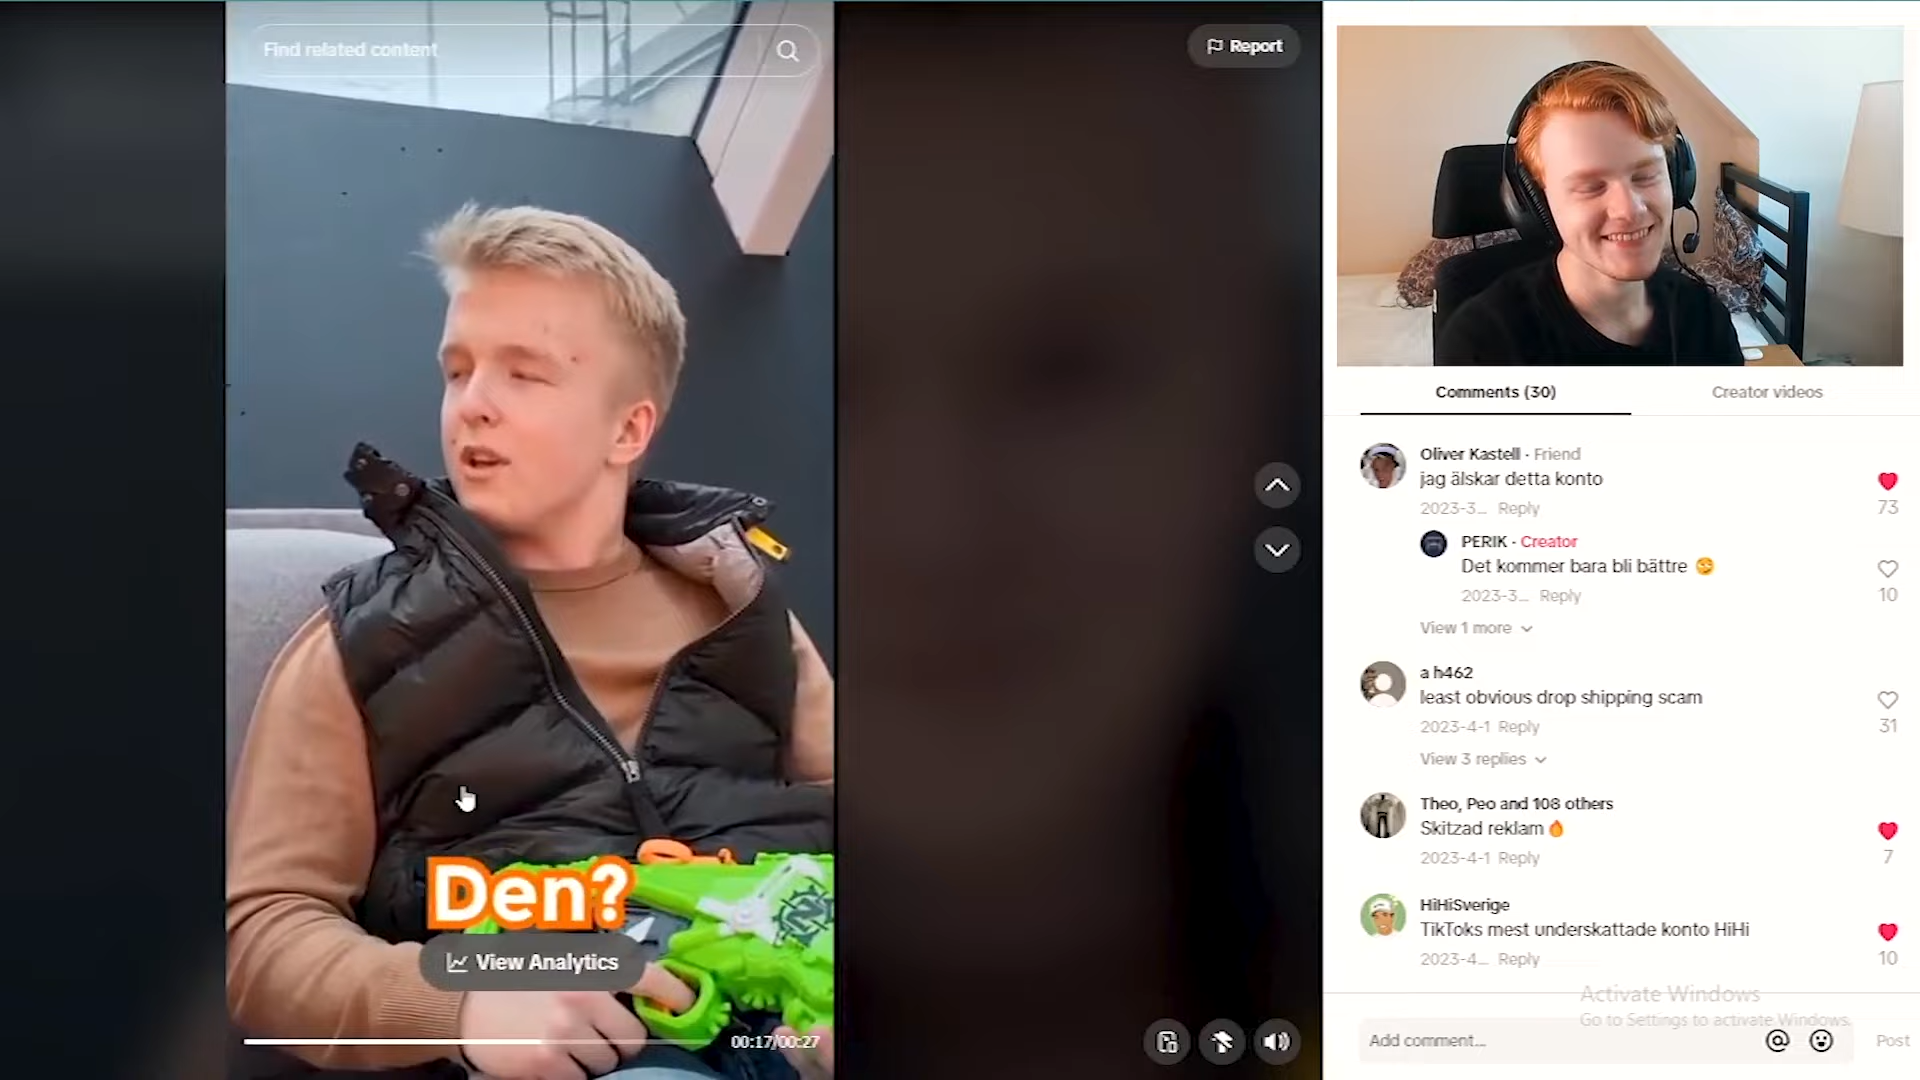 Find related content
Report
Den?
View Analytics
00:17/00:27
Comments (30)
Creator videos
Oliver Kastell · Friend
jag älskar detta konto
2023-3... Reply
73
PERIK · Creator
Det kommer bara bli bättre 🙄
2023-3... Reply
10
View 1 more
a h462
least obvious drop shipping scam
2023-4-1 Reply
31
View 3 replies
Theo, Peo and 108 others
Skitzad reklam🔥
2023-4-1 Reply
7
HiHiSverige
TikToks mest underskattade konto HiHi
2023-4... Reply
10
Activate Windows
Go to Settings to activate Windows.
Add comment...
Post